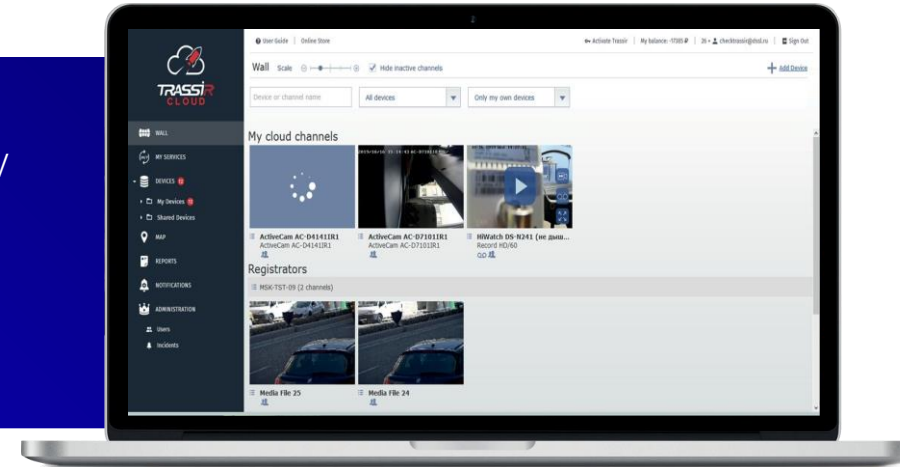 /
User Guide | Online Store
Activate Trassir | My balance: -17385 ₽ | Sign Out
TRASSIR
CLOUD
Wall Scale Hide inactive channels
Add Device
Device or channel name
All devices
Only my own devices
WALL
MY SERVICES
DEVICES
My Devices
Shared Devices
MAP
REPORTS
NOTIFICATIONS
ADMINISTRATION
Users
Incidents
My cloud channels
ActiveCam AC-D4141IR1
ActiveCam AC-D4141IR1
ActiveCam AC-D7101IR1
ActiveCam AC-D7101IR1
HiWatch DS-N241 (не дыш...
Record HD/60
Registrators
MSK-TST-09 (2 channels)
Media File 25
Media File 24